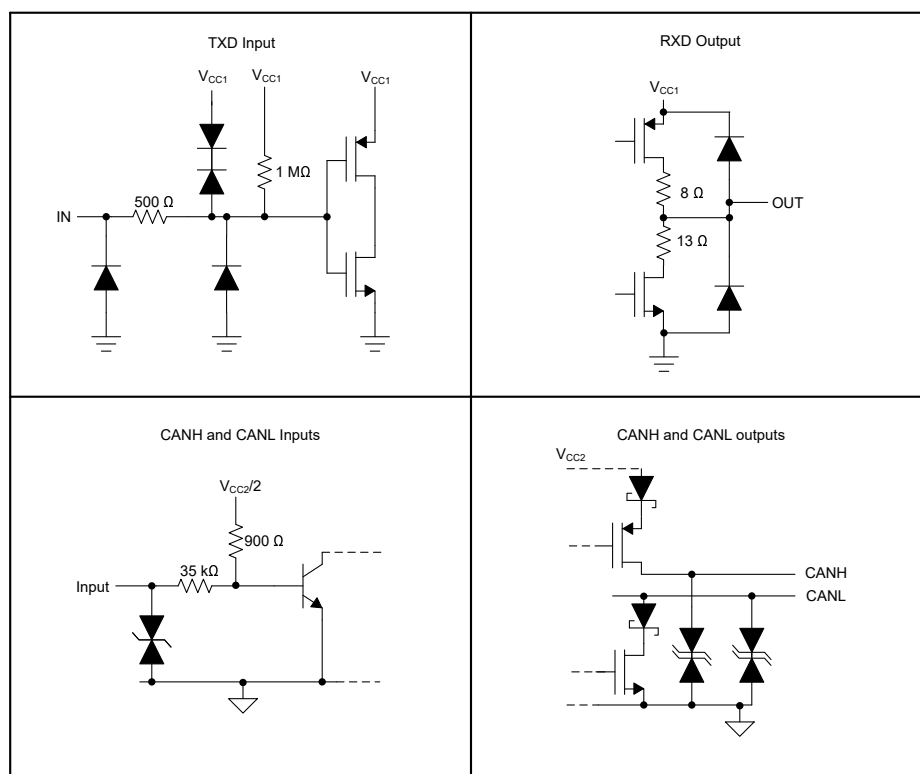 TXD Input
VCC1
VCC1
VCC1
1 MΩ
500 Ω
IN
RXD Output
VCC1
8 Ω
OUT
13 Ω
CANH and CANL Inputs
VCC2/2
900 Ω
35 kΩ
Input
CANH and CANL outputs
VCC2
CANH
CANL